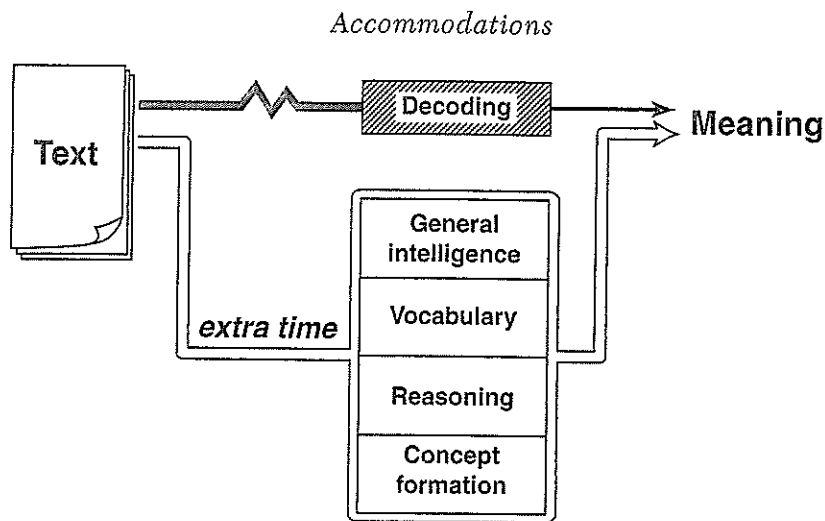 Accommodations
Text
Decoding
Meaning
General
intelligence
Vocabulary
extra time
Reasoning
Concept
formation